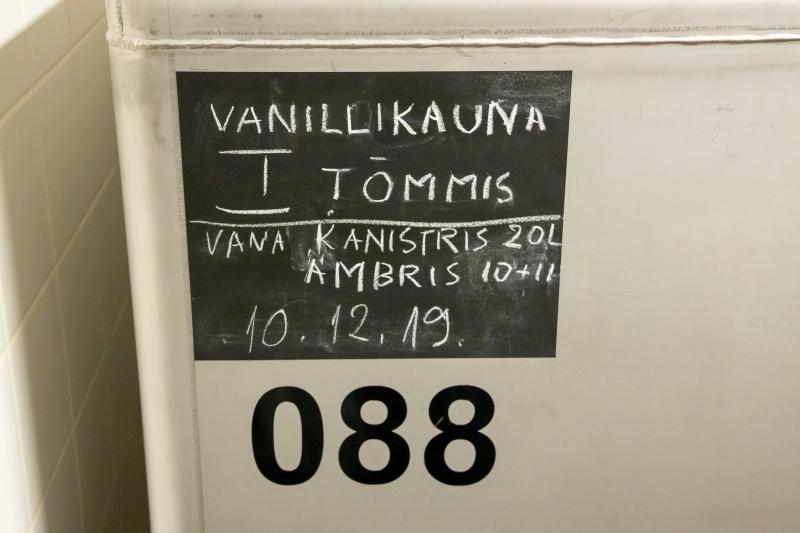 VANILLIKAUNA
I TÕMMIS
VANA KANISTRIS 20L
ÄMBRIS 10+11
10.12.19.
088